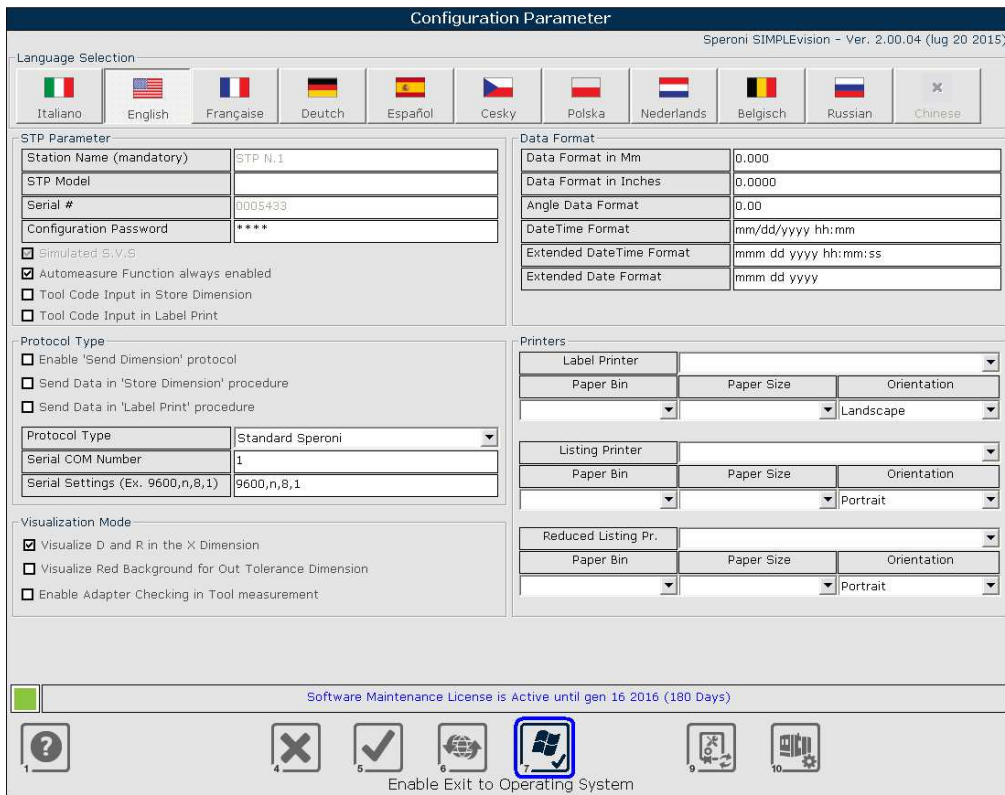 Configuration Parameter
Speroni SIMPLEvision - Ver. 2.00.04 (lug 20 2015)
Language Selection
Italiano English Française Deutch Español Cesky Polska Nederlands Belgisch Russian Chinese
STP Parameter
Station Name (mandatory) STP N.1
STP Model
Serial # 0005433
Configuration Password ****
Simulated S.V.S
Automeasure Function always enabled
Tool Code Input in Store Dimension
Tool Code Input in Label Print
Data Format
Data Format in Mm 0.000
Data Format in Inches 0.0000
Angle Data Format 0.00
DateTime Format mm/dd/yyyy hh:mm
Extended DateTime Format mmm dd yyyy hh:mm:ss
Extended Date Format mmm dd yyyy
Protocol Type
Enable 'Send Dimension' protocol
Send Data in 'Store Dimension' procedure
Send Data in 'Label Print' procedure
Protocol Type Standard Speroni
Serial COM Number 1
Serial Settings (Ex. 9600,n,8,1) 9600,n,8,1
Printers
Label Printer
Paper Bin Paper Size Orientation
Landscape
Listing Printer
Paper Bin Paper Size Orientation
Portrait
Reduced Listing Pr.
Paper Bin Paper Size Orientation
Portrait
Visualization Mode
Visualize D and R in the X Dimension
Visualize Red Background for Out Tolerance Dimension
Enable Adapter Checking in Tool measurement
Software Maintenance License is Active until gen 16 2016 (180 Days)
1 4 5 6 7 9 10
Enable Exit to Operating System